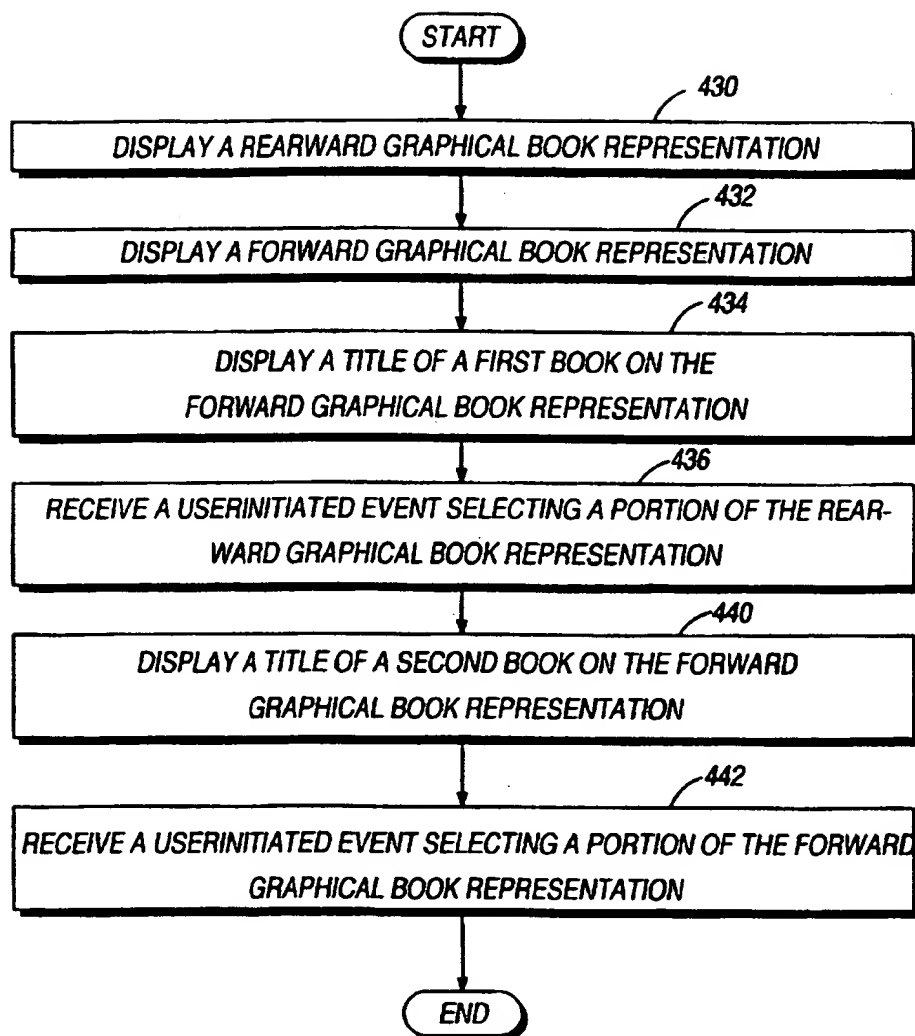 START
430
DISPLAY A REARWARD GRAPHICAL BOOK REPRESENTATION
432
DISPLAY A FORWARD GRAPHICAL BOOK REPRESENTATION
434
DISPLAY A TITLE OF A FIRST BOOK ON THE
FORWARD GRAPHICAL BOOK REPRESENTATION
436
RECEIVE A USERINITIATED EVENT SELECTING A PORTION OF THE REAR-
WARD GRAPHICAL BOOK REPRESENTATION
440
DISPLAY A TITLE OF A SECOND BOOK ON THE FORWARD
GRAPHICAL BOOK REPRESENTATION
442
RECEIVE A USERINITIATED EVENT SELECTING A PORTION OF THE FORWARD
GRAPHICAL BOOK REPRESENTATION
END